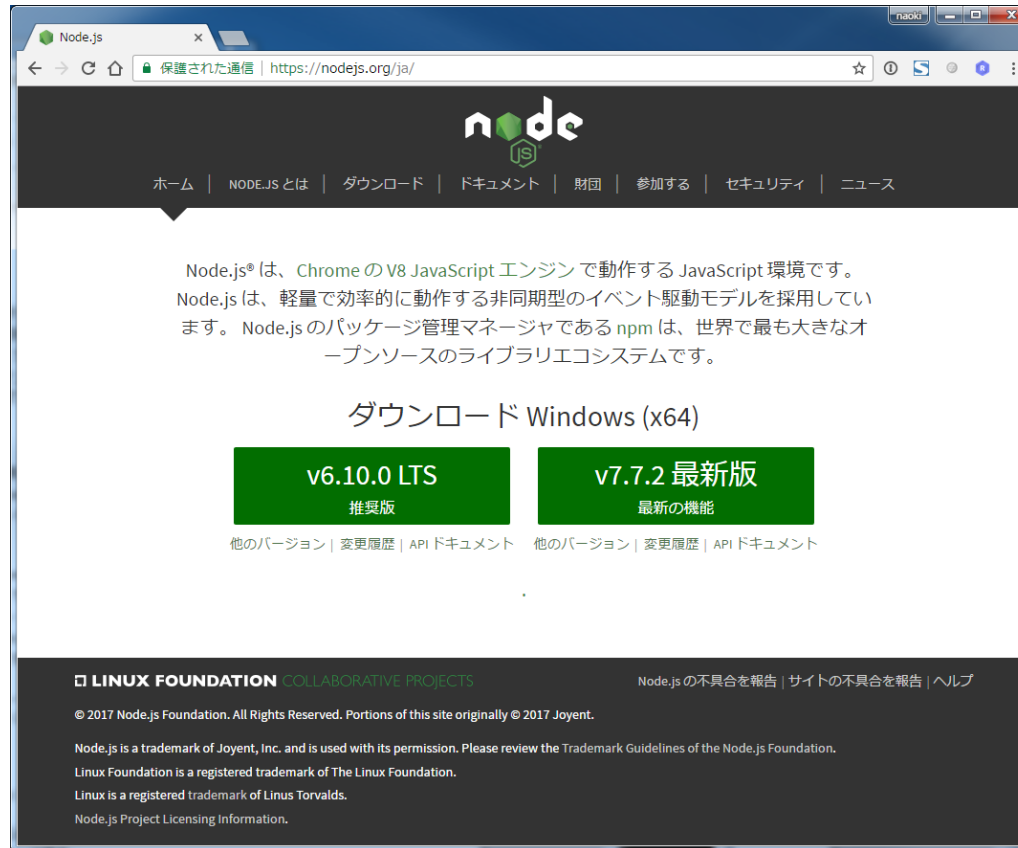 naoki
Node.js
保護された通信 | https://nodejs.org/ja/
node
JS
ホーム | NODE.JS とは | ダウンロード | ドキュメント | 財団 | 参加する | セキュリティ | ニュース
Node.js® は、Chrome の V8 JavaScript エンジン で動作する JavaScript 環境です。
Node.js は、軽量で効率的に動作する非同期型のイベント駆動モデルを採用してい
ます。 Node.js のパッケージ管理マネージャである npm は、世界で最も大きなオ
ープンソースのライブラリエコシステムです。
ダウンロード Windows (x64)
v6.10.0 LTS
推奨版
v7.7.2 最新版
最新の機能
他のバージョン | 変更履歴 | API ドキュメント
他のバージョン | 変更履歴 | API ドキュメント
LINUX FOUNDATION COLLABORATIVE PROJECTS
Node.js の不具合を報告 | サイトの不具合を報告 | ヘルプ
© 2017 Node.js Foundation. All Rights Reserved. Portions of this site originally © 2017 Joyent.
Node.js is a trademark of Joyent, Inc. and is used with its permission. Please review the Trademark Guidelines of the Node.js Foundation.
Linux Foundation is a registered trademark of The Linux Foundation.
Linux is a registered trademark of Linus Torvalds.
Node.js Project Licensing Information.